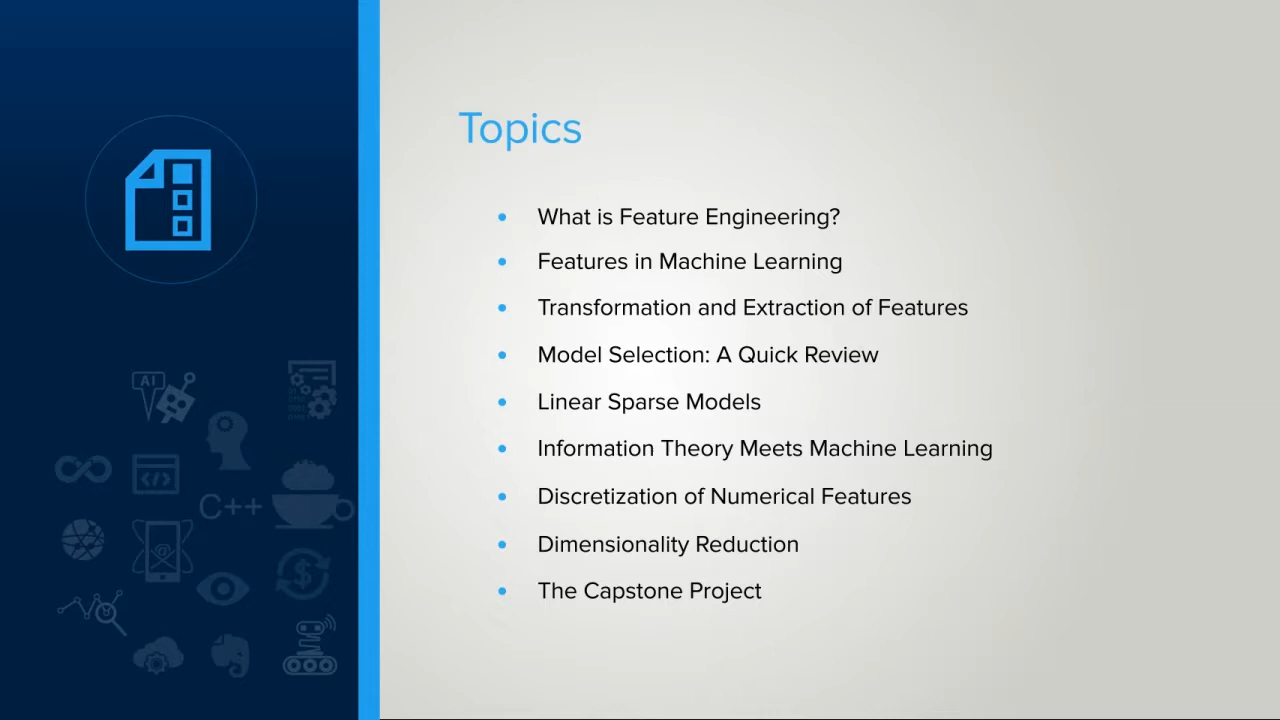 Topics
• What is Feature Engineering?
• Features in Machine Learning
• Transformation and Extraction of Features
• Model Selection: A Quick Review
• Linear Sparse Models
• Information Theory Meets Machine Learning
• Discretization of Numerical Features
• Dimensionality Reduction
• The Capstone Project
AI
</>
C++
@
$